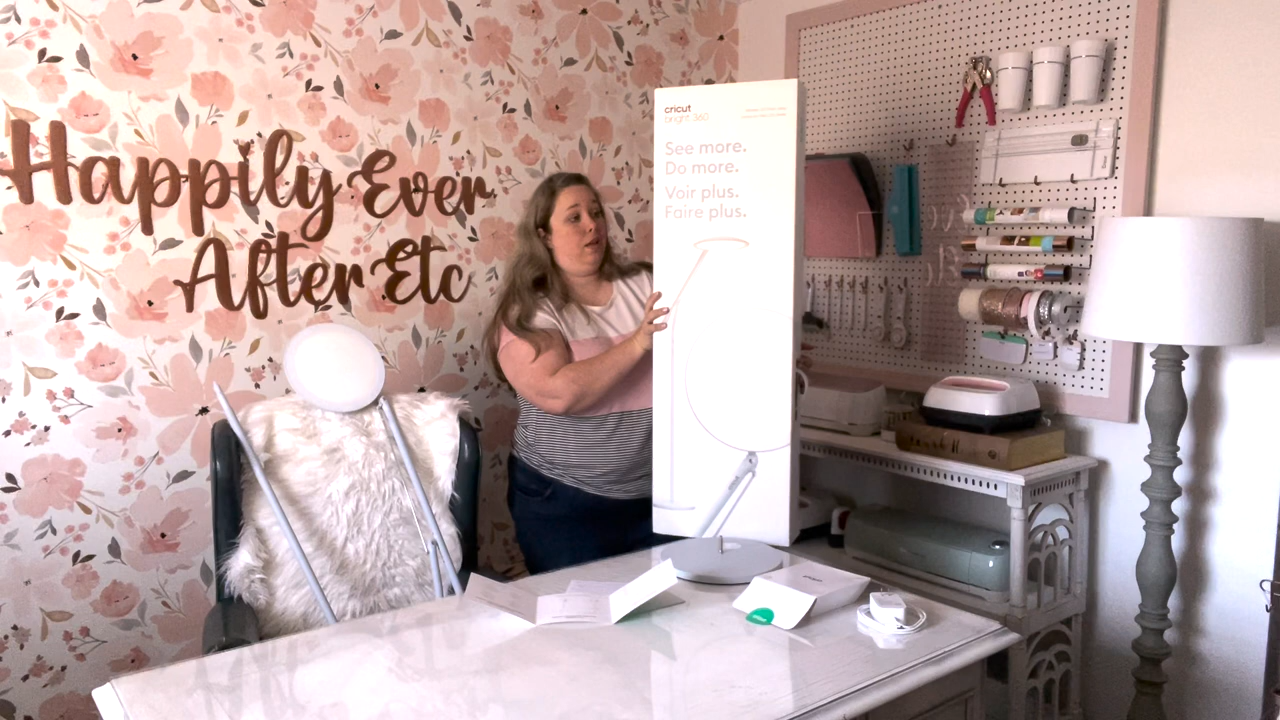 Happily Ever
After Etc
cricut
bright 360
See more.
Do more.
Voir plus.
Faire plus.